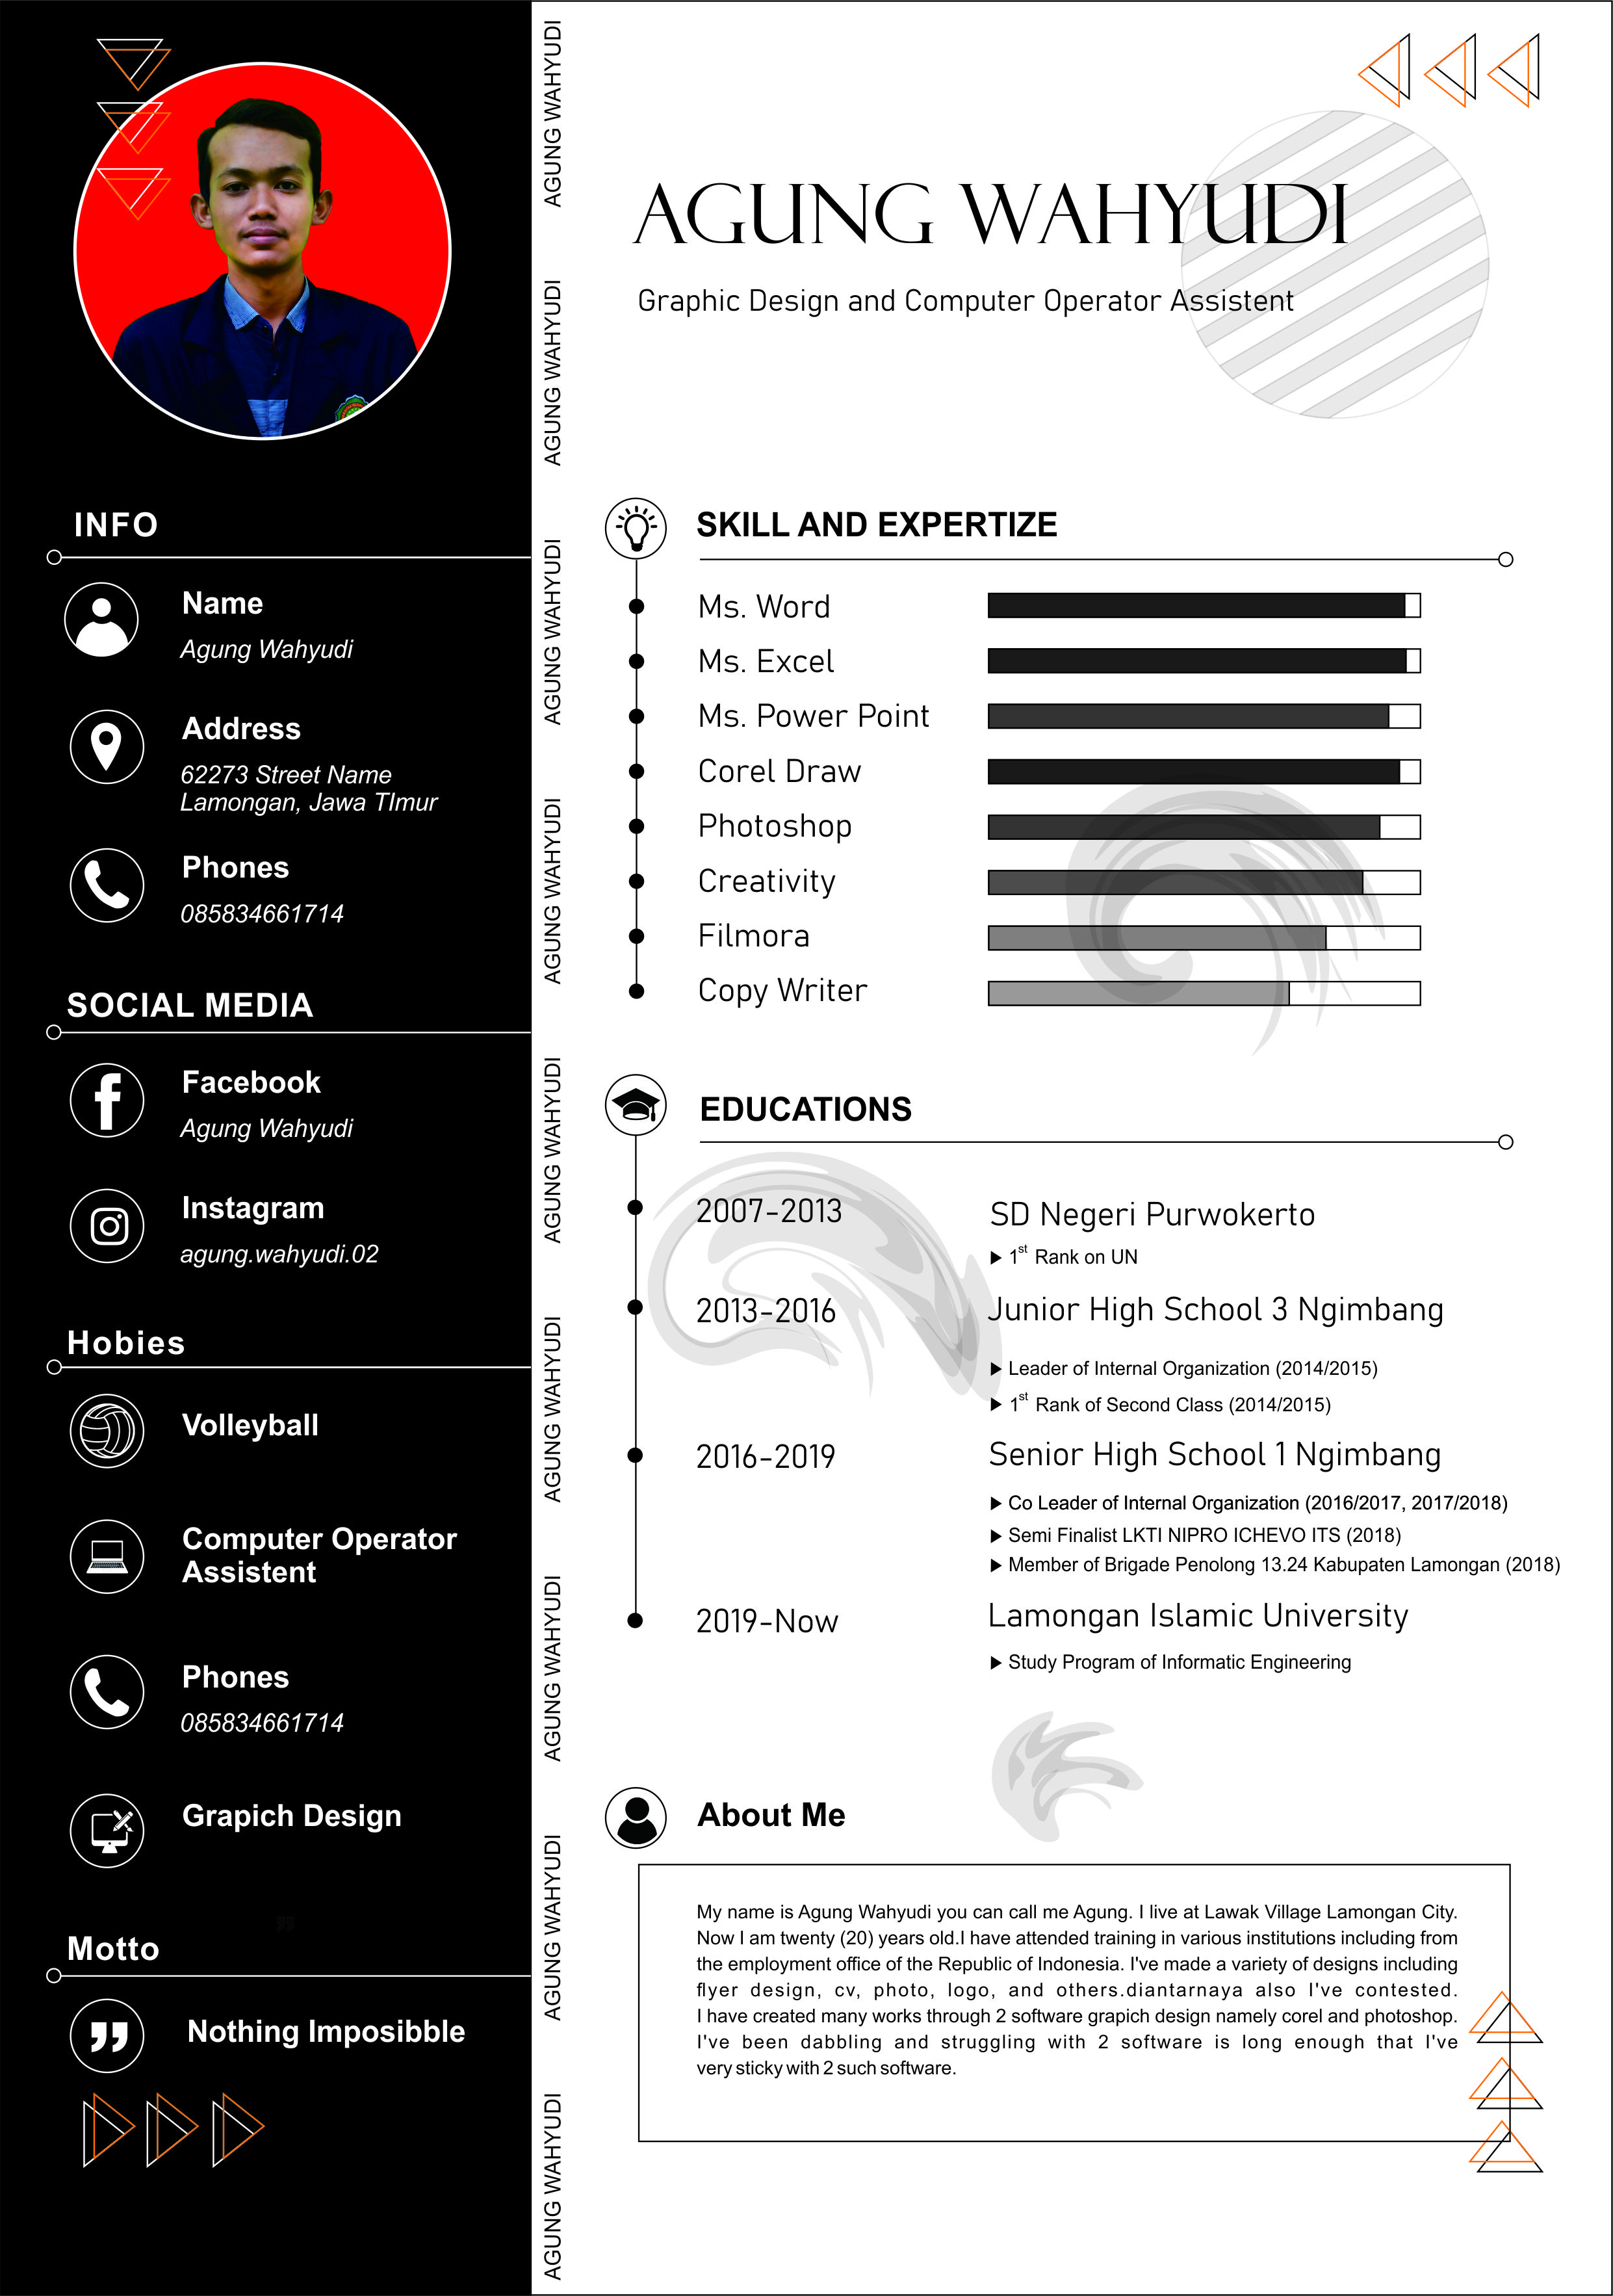 AGUNG WAHYUDI
Graphic Design and Computer Operator Assistent
INFO
Name
Agung Wahyudi
Address
62273 Street Name
Lamongan, Jawa TImur
Phones
085834661714
SOCIAL MEDIA
Facebook
Agung Wahyudi
Instagram
agung.wahyudi.02
Hobies
Volleyball
Computer Operator
Assistent
Phones
085834661714
Grapich Design
Motto
Nothing Imposibble
AGUNG WAHYUDI
AGUNG WAHYUDI
AGUNG WAHYUDI
AGUNG WAHYUDI
AGUNG WAHYUDI
AGUNG WAHYUDI
AGUNG WAHYUDI
AGUNG WAHYUDI
AGUNG WAHYUDI
SKILL AND EXPERTIZE
Ms. Word
Ms. Excel
Ms. Power Point
Corel Draw
Photoshop
Creativity
Filmora
Copy Writer
EDUCATIONS
2007-2013 SD Negeri Purwokerto
1st Rank on UN
2013-2016 Junior High School 3 Ngimbang
Leader of Internal Organization (2014/2015)
1st Rank of Second Class (2014/2015)
2016-2019 Senior High School 1 Ngimbang
Co Leader of Internal Organization (2016/2017, 2017/2018)
Semi Finalist LKTI NIPRO ICHEVO ITS (2018)
Member of Brigade Penolong 13.24 Kabupaten Lamongan (2018)
2019-Now Lamongan Islamic University
Study Program of Informatic Engineering
About Me
My name is Agung Wahyudi you can call me Agung. I live at Lawak Village Lamongan City.
Now I am twenty (20) years old.I have attended training in various institutions including from
the employment office of the Republic of Indonesia. I've made a variety of designs including
flyer design, cv, photo, logo, and others.diantarnaya also I've contested.
I have created many works through 2 software grapich design namely corel and photoshop.
I've been dabbling and struggling with 2 software is long enough that I've
very sticky with 2 such software.